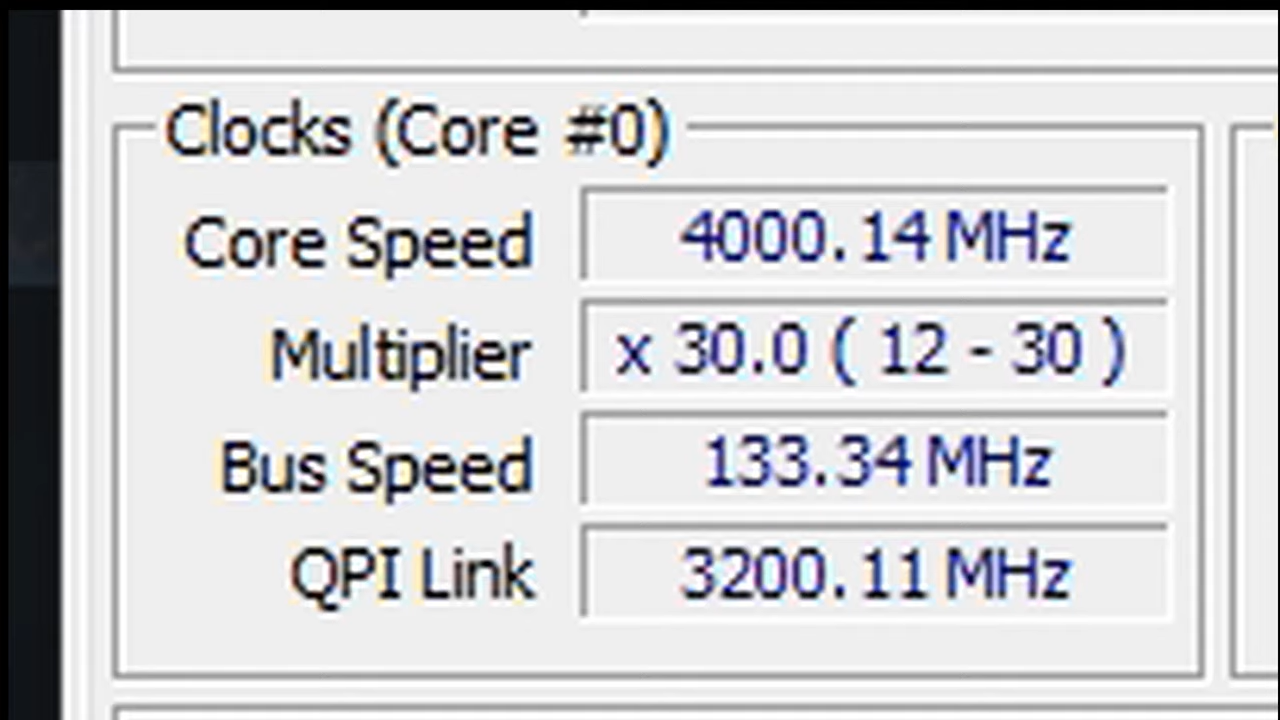 Clocks (Core #0)
Core Speed 4000.14 MHz
Multiplier x 30.0 ( 12 - 30 )
Bus Speed 133.34 MHz
QPI Link 3200.11 MHz